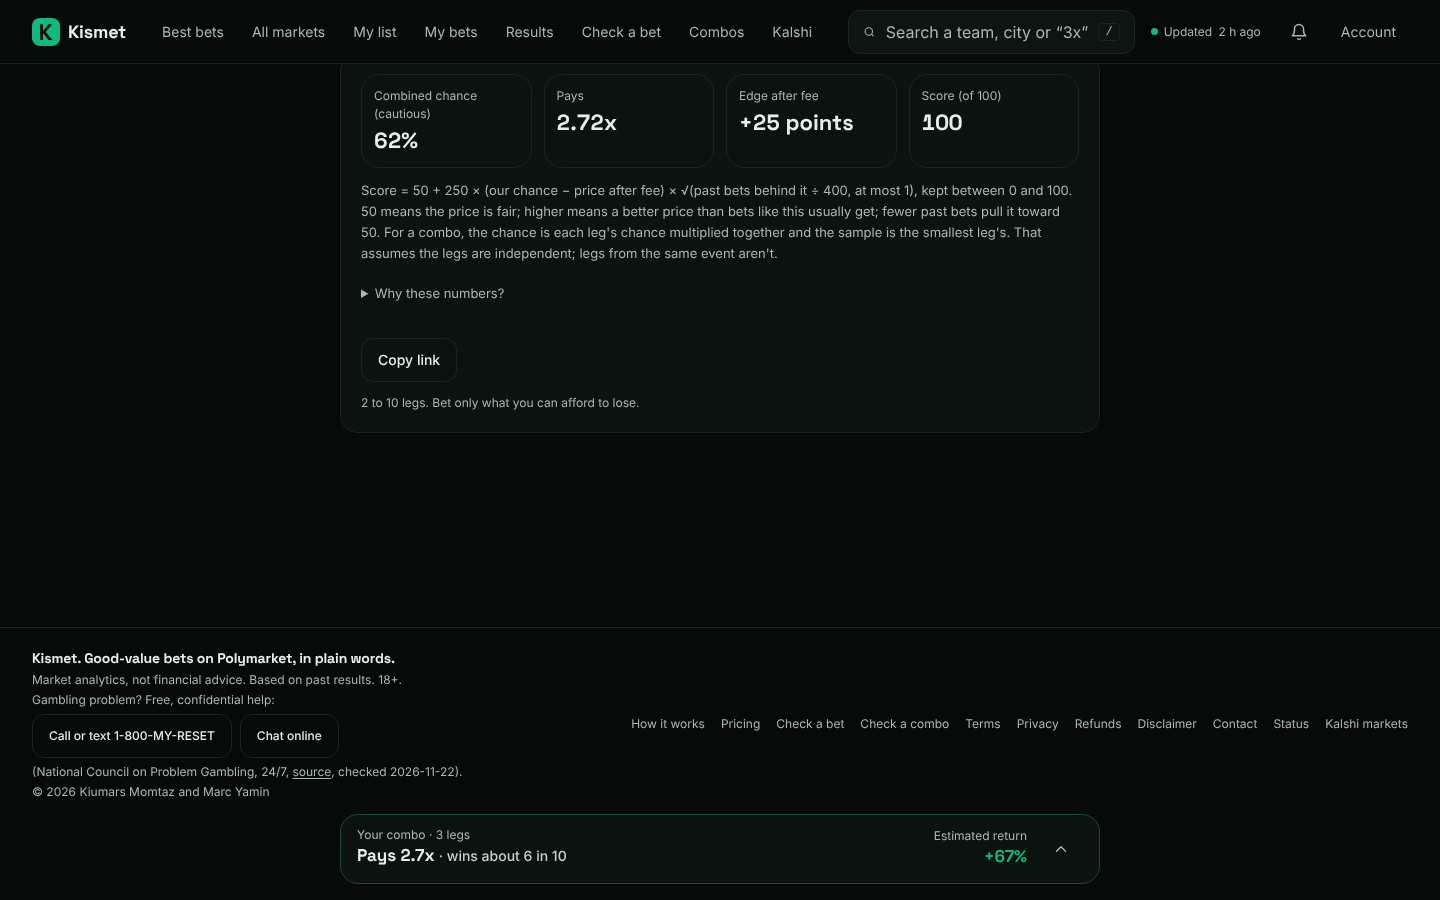 K Kismet Best bets All markets My list My bets Results Check a bet Combos Kalshi Search a team, city or “3x” / Updated 2 h ago Account
Combined chance (cautious)
62%
Pays
2.72x
Edge after fee
+25 points
Score (of 100)
100
Score = 50 + 250 × (our chance − price after fee) × √(past bets behind it ÷ 400, at most 1), kept between 0 and 100.
50 means the price is fair; higher means a better price than bets like this usually get; fewer past bets pull it toward
50. For a combo, the chance is each leg's chance multiplied together and the sample is the smallest leg's. That
assumes the legs are independent; legs from the same event aren't.
Why these numbers?
Copy link
2 to 10 legs. Bet only what you can afford to lose.
Kismet. Good-value bets on Polymarket, in plain words.
Market analytics, not financial advice. Based on past results. 18+.
Gambling problem? Free, confidential help:
Call or text 1-800-MY-RESET Chat online
(National Council on Problem Gambling, 24/7, source, checked 2026-11-22).
© 2026 Kiumars Momtaz and Marc Yamin
How it works Pricing Check a bet Check a combo Terms Privacy Refunds Disclaimer Contact Status Kalshi markets
Your combo · 3 legs
Pays 2.7x · wins about 6 in 10
Estimated return
+67%